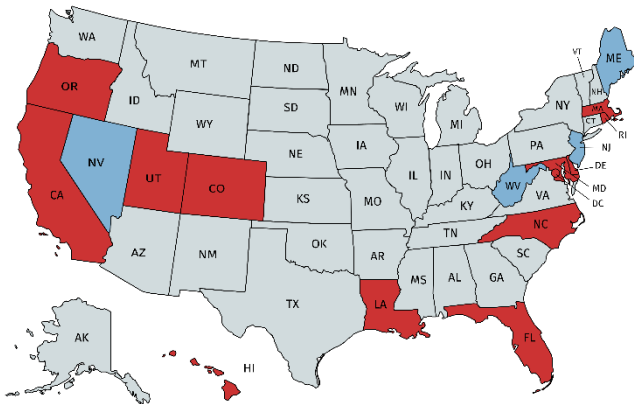 WA
MT
ND
MN
VT
ME
OR
ID
SD
WI
MI
NY
NH
MA
CT
RI
WY
NE
IA
PA
NJ
NV
UT
CO
IL
IN
OH
DE
CA
KS
MO
KY
WV
VA
MD
DC
AZ
NM
OK
AR
TN
NC
SC
TX
LA
MS
AL
GA
FL
AK
HI